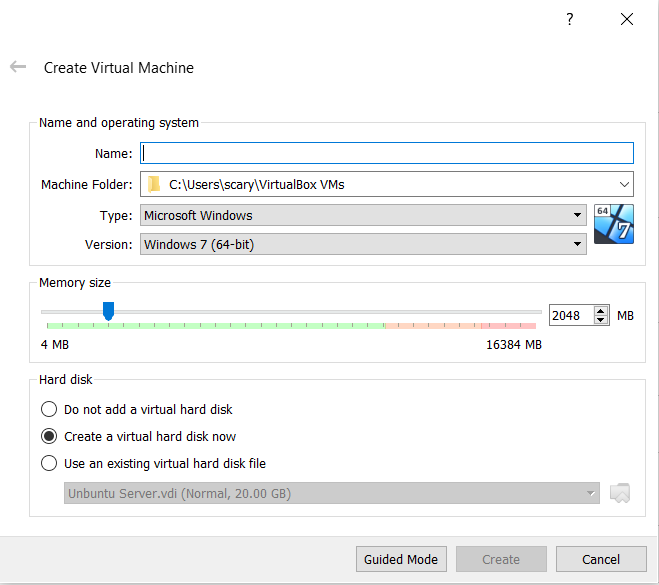 ?
Create Virtual Machine
Name and operating system
Name:
Machine Folder: C:\Users\scary\VirtualBox VMs
Type: Microsoft Windows
64
7
Version: Windows 7 (64-bit)
Memory size
2048 MB
4 MB 16384 MB
Hard disk
Do not add a virtual hard disk
Create a virtual hard disk now
Use an existing virtual hard disk file
Unbuntu Server.vdi (Normal, 20.00 GB)
Guided Mode Create Cancel